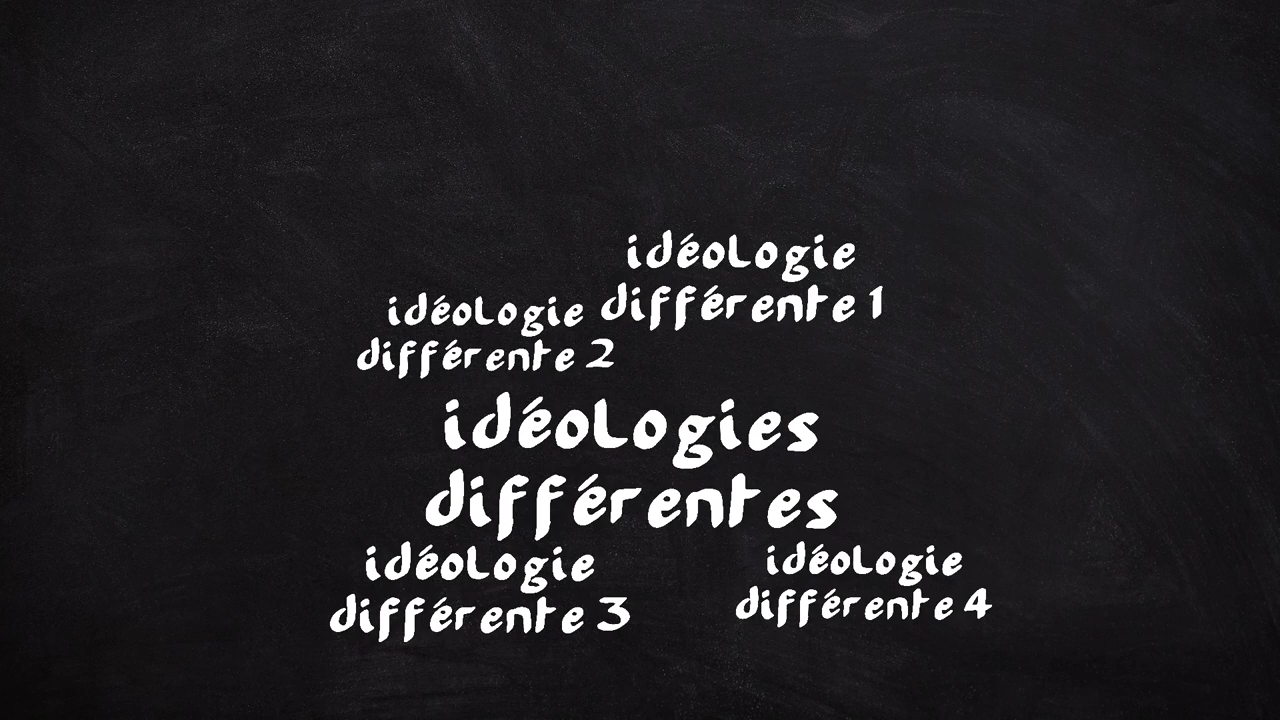 idéologie
différente 1
idéologie
différente 2
idéologies
différentes
idéologie
différente 3
idéologie
différente 4